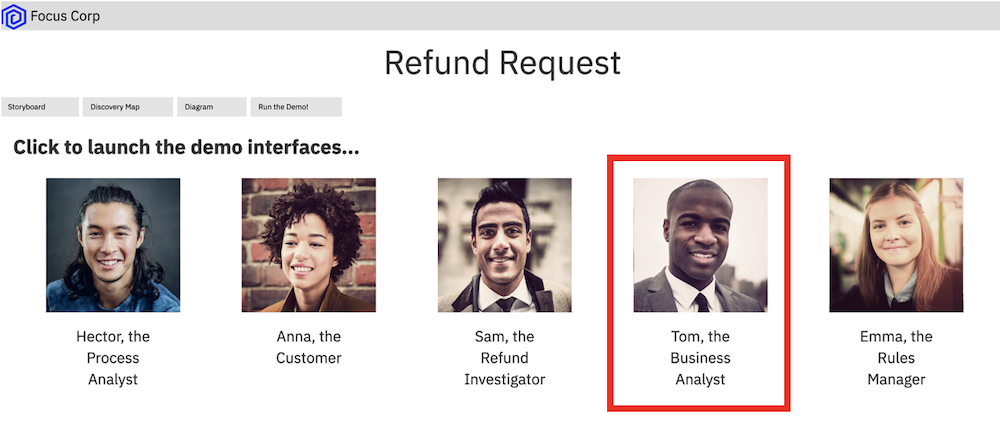 Focus Corp
Refund Request
Storyboard
Discovery Map
Diagram
Run the Demo!
Click to launch the demo interfaces...
Hector, the
Process
Analyst
Anna, the
Customer
Sam, the
Refund
Investigator
Tom, the
Business
Analyst
Emma, the
Rules
Manager